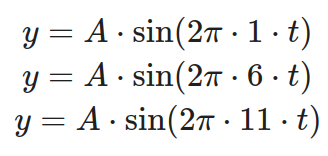 y = A · sin(2π · 1 · t)
y = A · sin(2π · 6 · t)
y = A · sin(2π · 11 · t)